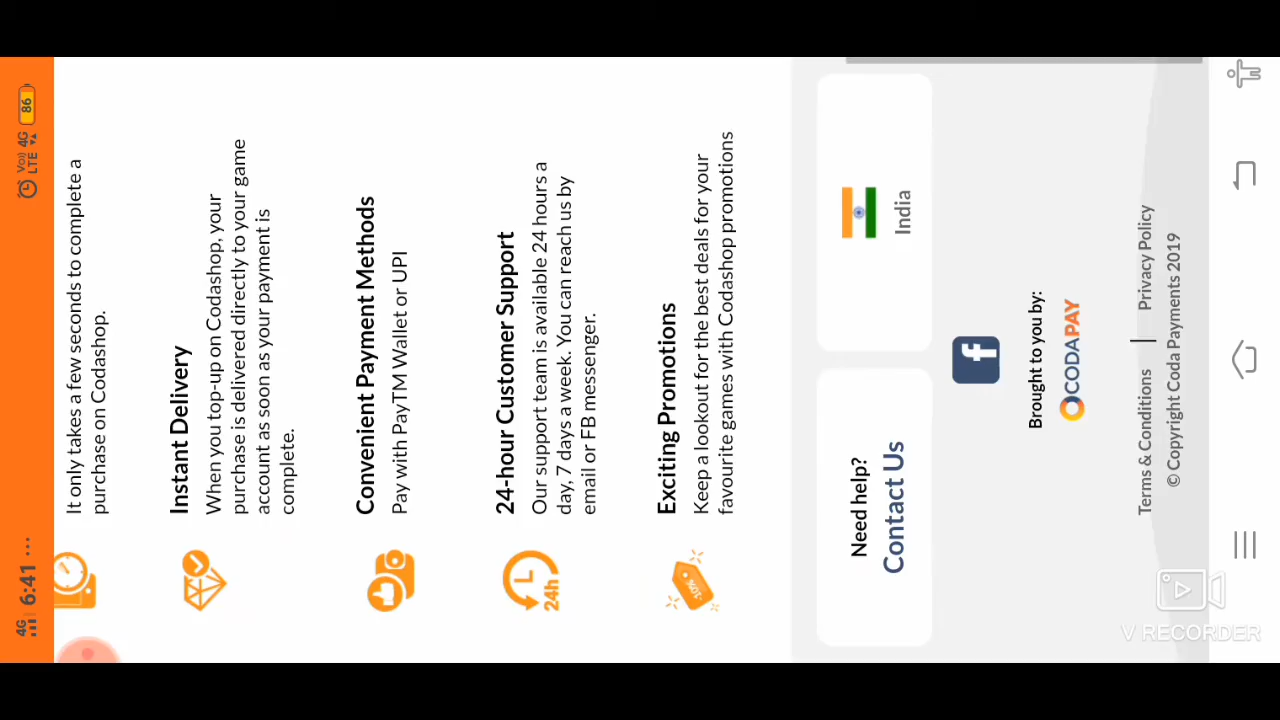 6:41 ...
4G
Vo))
LTE
4G
86
It only takes a few seconds to complete a
purchase on Codashop.
Instant Delivery
When you top-up on Codashop, your
purchase is delivered directly to your game
account as soon as your payment is
complete.
Convenient Payment Methods
Pay with PayTM Wallet or UPI
24h
24-hour Customer Support
Our support team is available 24 hours a
day, 7 days a week. You can reach us by
email or FB messenger.
10%
Exciting Promotions
Keep a lookout for the best deals for your
favourite games with Codashop promotions
Need help?
Contact Us
India
f
Brought to you by:
CODAPAY
Terms & Conditions | Privacy Policy
© Copyright Coda Payments 2019
V RECORDER